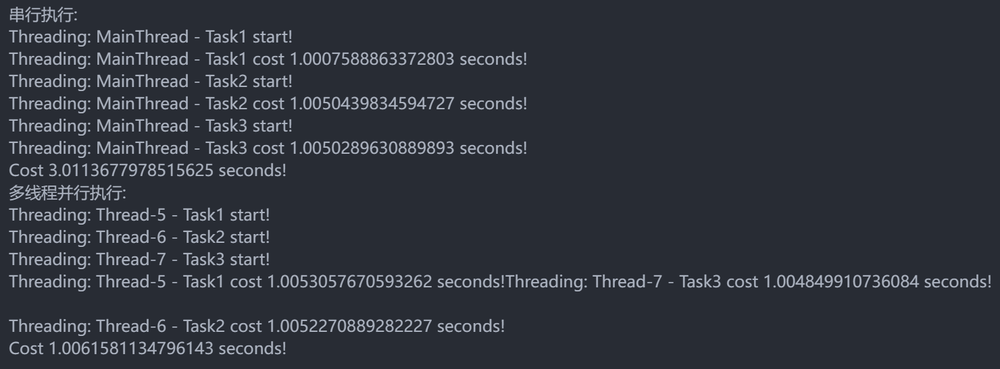 串行执行:
Threading: MainThread - Task1 start!
Threading: MainThread - Task1 cost 1.0007588863372803 seconds!
Threading: MainThread - Task2 start!
Threading: MainThread - Task2 cost 1.0050439834594727 seconds!
Threading: MainThread - Task3 start!
Threading: MainThread - Task3 cost 1.0050289630889893 seconds!
Cost 3.0113677978515625 seconds!
多线程并行执行:
Threading: Thread-5 - Task1 start!
Threading: Thread-6 - Task2 start!
Threading: Thread-7 - Task3 start!
Threading: Thread-5 - Task1 cost 1.0053057670593262 seconds!Threading: Thread-7 - Task3 cost 1.004849910736084 seconds!
Threading: Thread-6 - Task2 cost 1.0052270889282227 seconds!
Cost 1.0061581134796143 seconds!